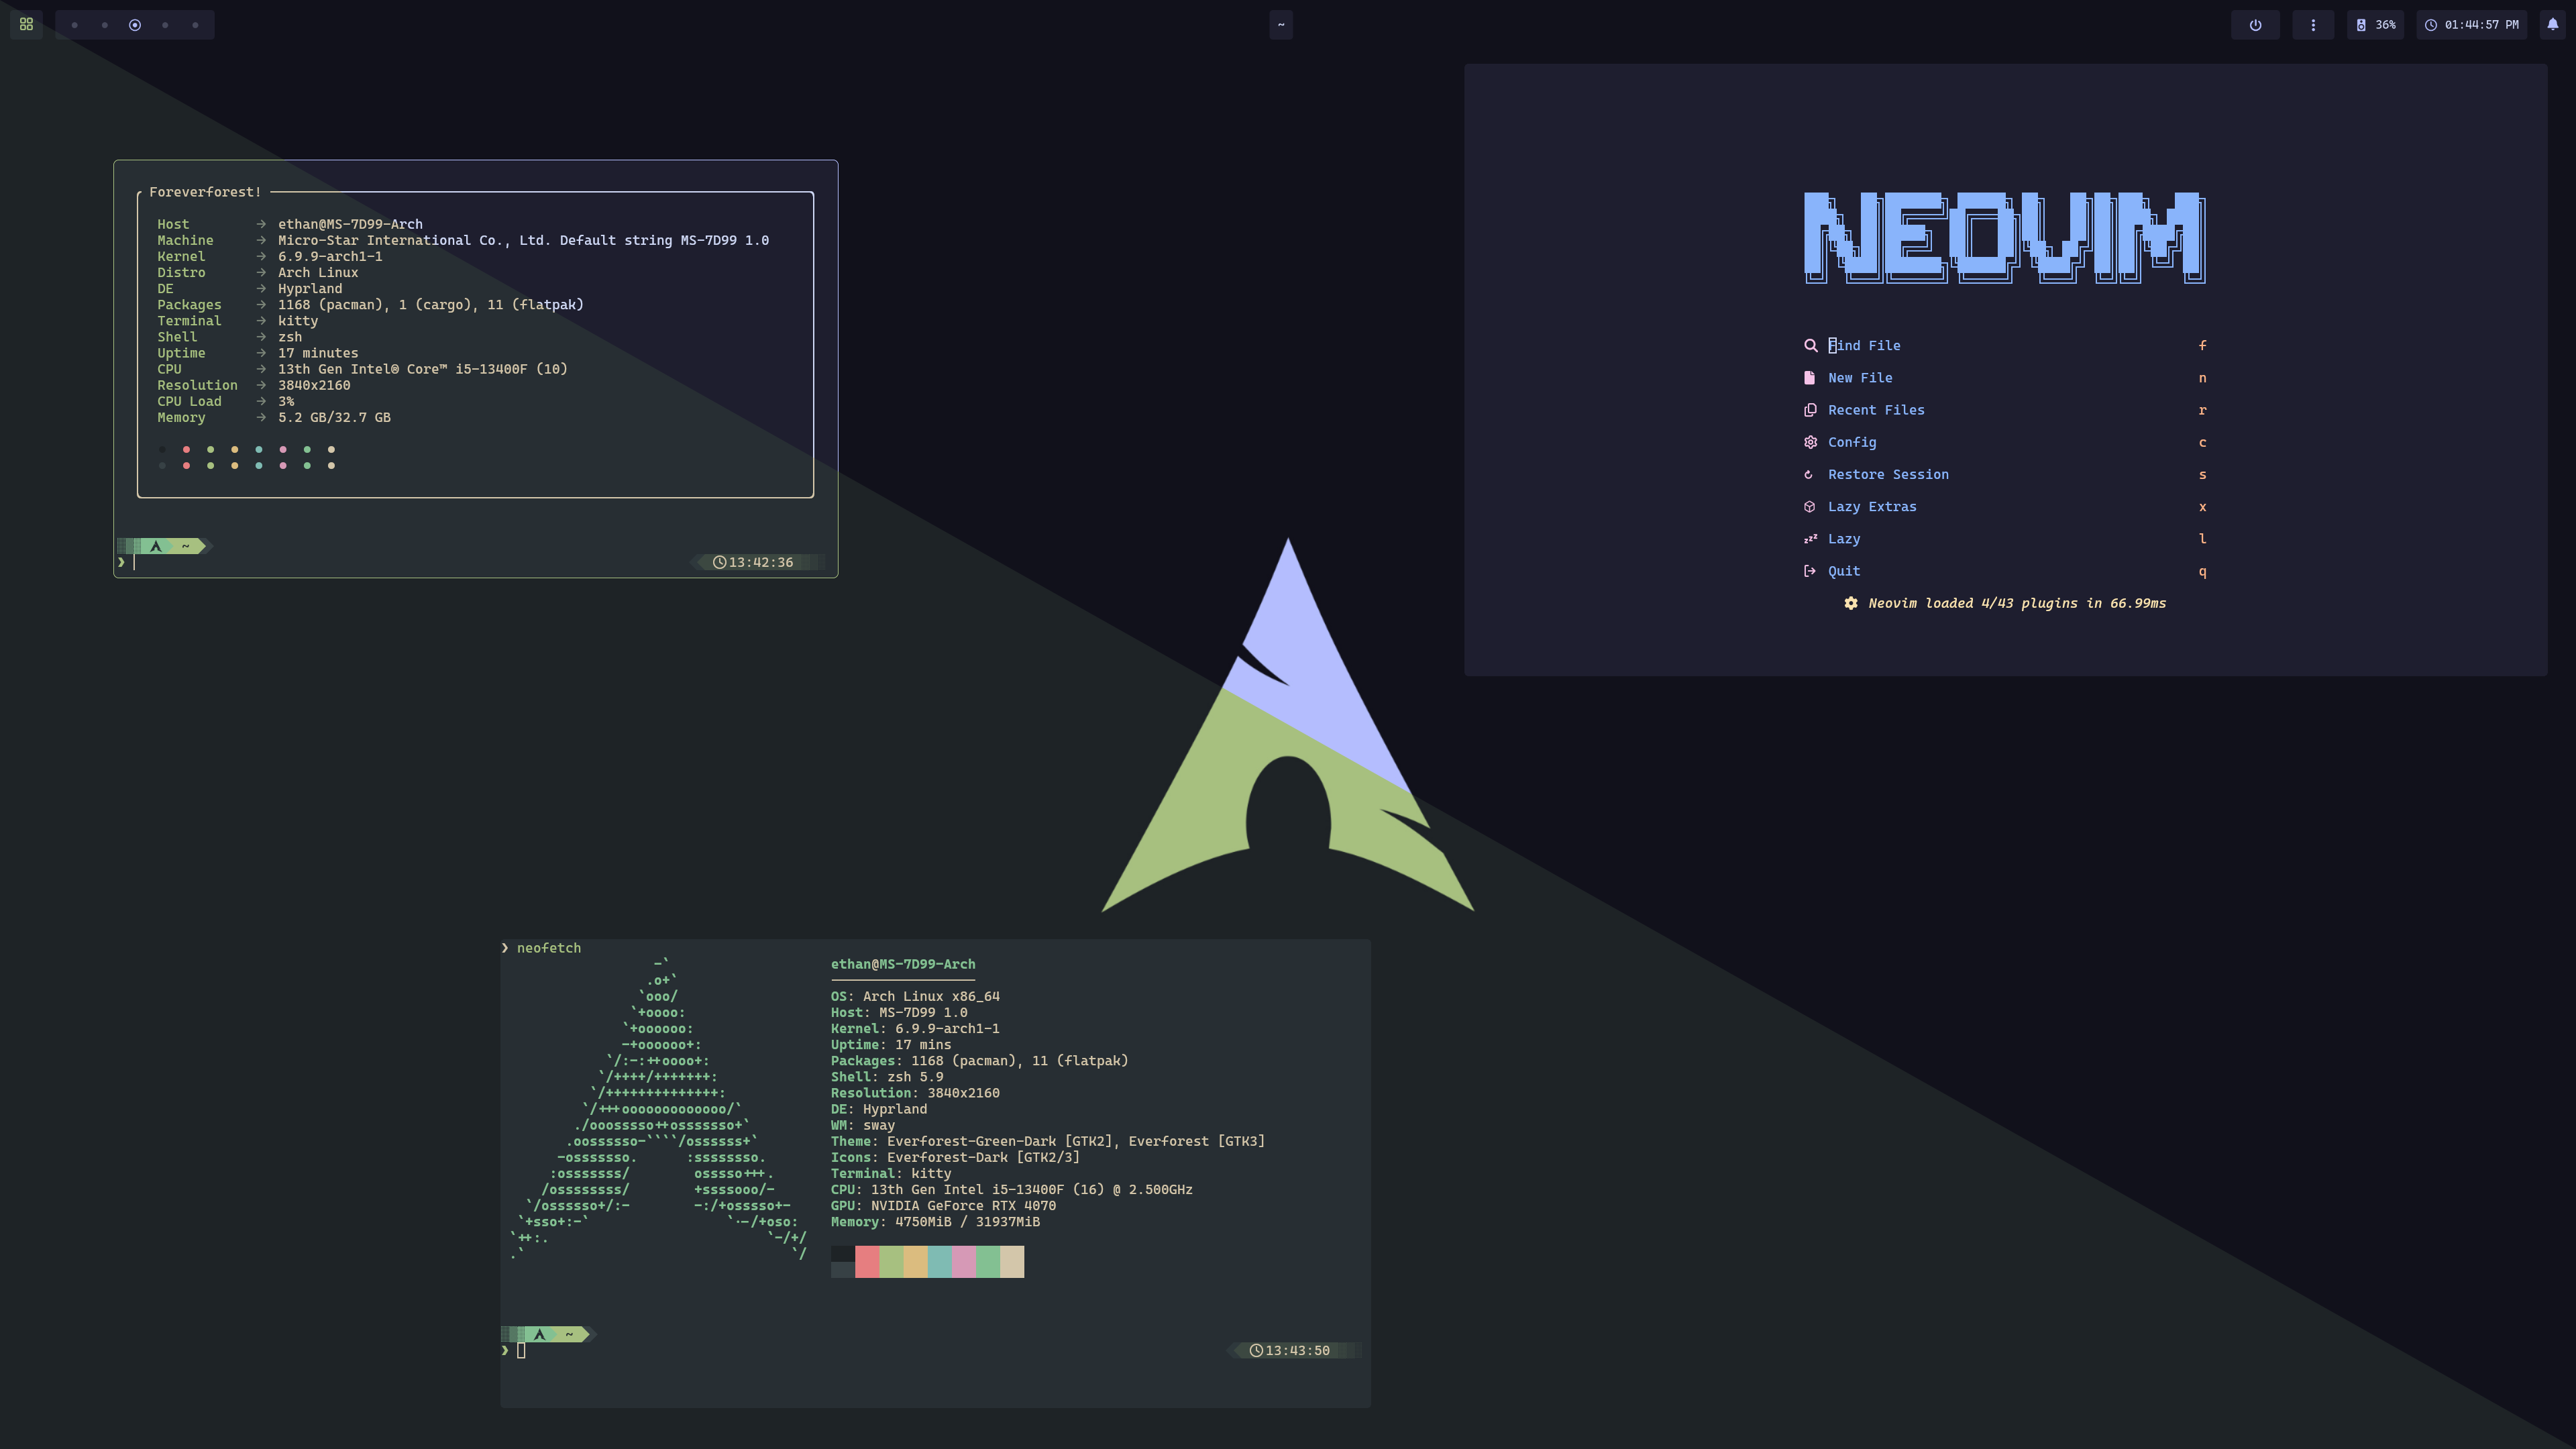 ~
36%
01:44:57 PM
Foreverforest!
Host → ethan@MS-7D99-Arch
Machine → Micro-Star International Co., Ltd. Default string MS-7D99 1.0
Kernel → 6.9.9-arch1-1
Distro → Arch Linux
DE → Hyprland
Packages → 1168 (pacman), 1 (cargo), 11 (flatpak)
Terminal → kitty
Shell → zsh
Uptime → 17 minutes
CPU → 13th Gen Intel® Core™ i5-13400F (10)
Resolution → 3840x2160
CPU Load → 3%
Memory → 5.2 GB/32.7 GB
~
❯
13:42:36
NEOVIM
Find File f
New File n
Recent Files r
Config c
Restore Session s
Lazy Extras x
Lazy l
Quit q
Neovim loaded 4/43 plugins in 66.99ms
❯ neofetch
ethan@MS-7D99-Arch
OS: Arch Linux x86_64
Host: MS-7D99 1.0
Kernel: 6.9.9-arch1-1
Uptime: 17 mins
Packages: 1168 (pacman), 11 (flatpak)
Shell: zsh 5.9
Resolution: 3840x2160
DE: Hyprland
WM: sway
Theme: Everforest-Green-Dark [GTK2], Everforest [GTK3]
Icons: Everforest-Dark [GTK2/3]
Terminal: kitty
CPU: 13th Gen Intel i5-13400F (16) @ 2.500GHz
GPU: NVIDIA GeForce RTX 4070
Memory: 4750MiB / 31937MiB
~
❯
13:43:50